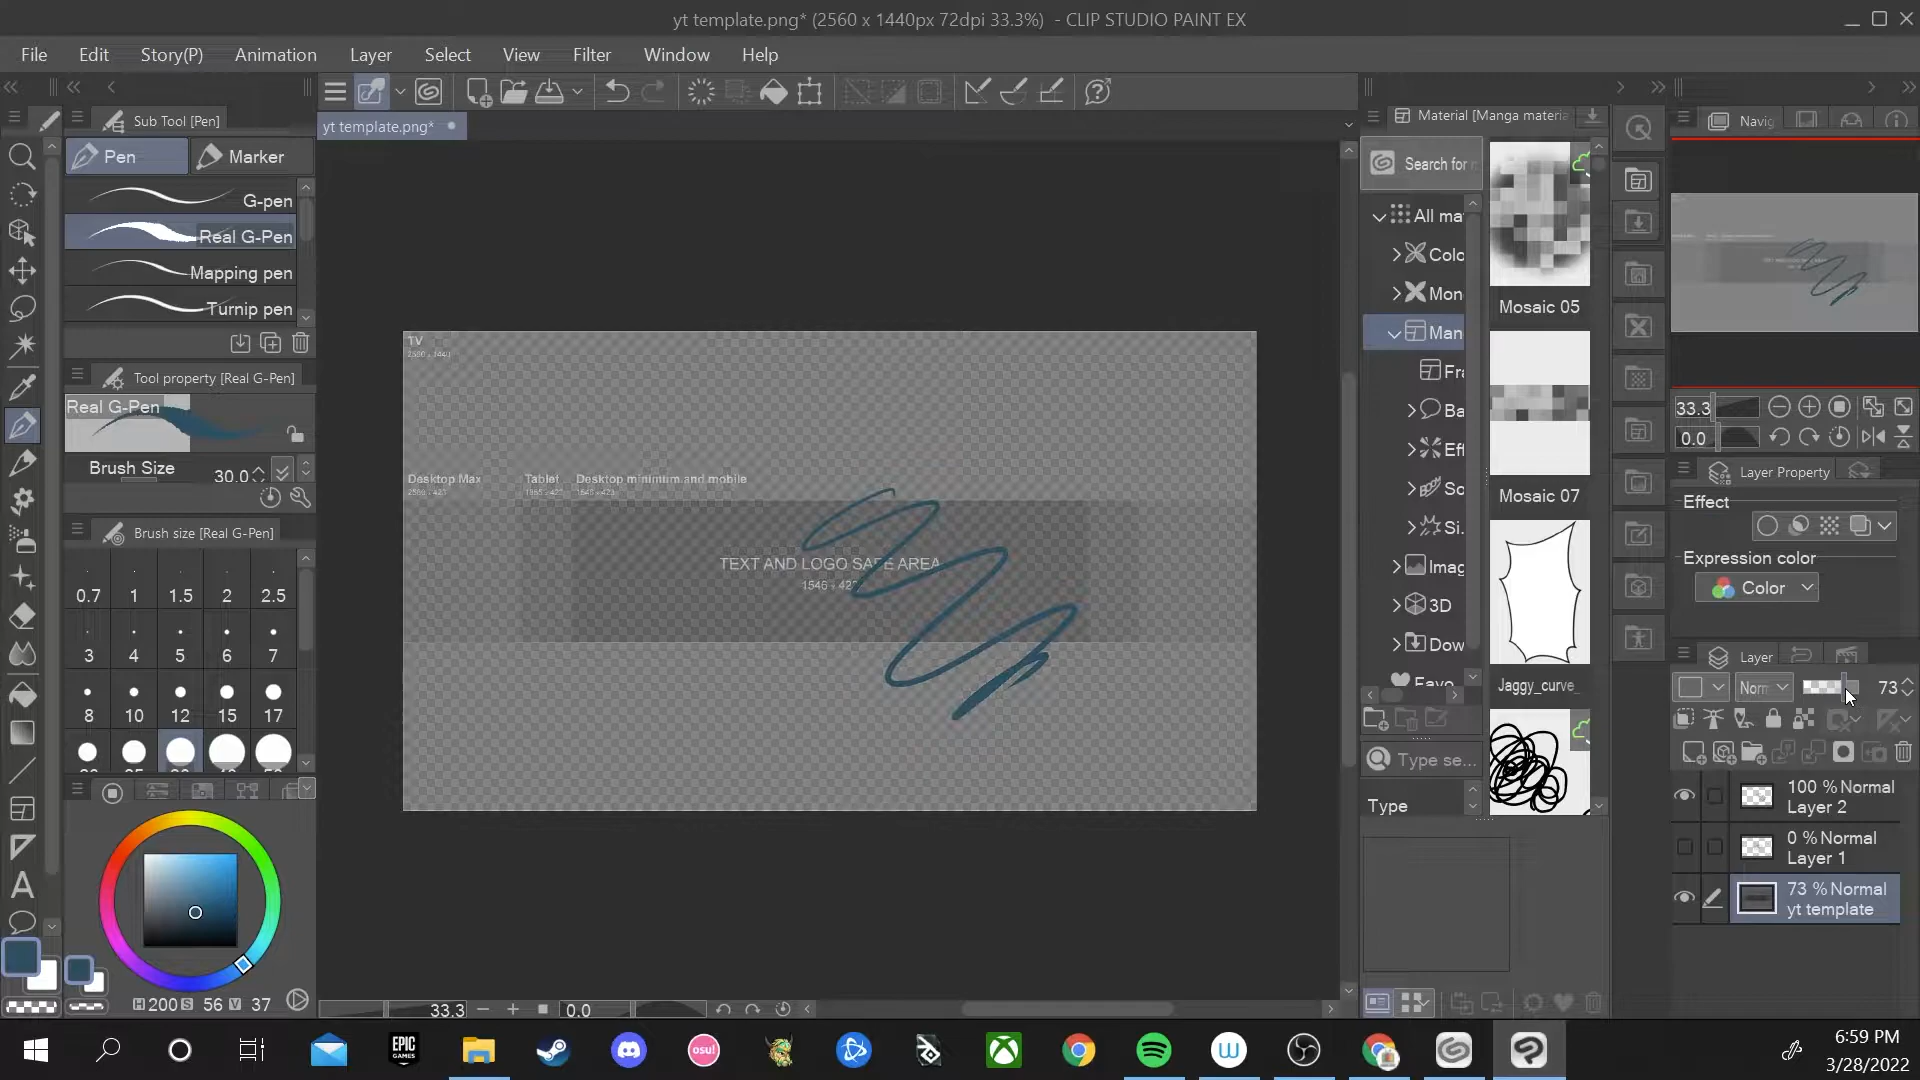 yt template.png* (2560 x 1440px 72dpi 33.3%) - CLIP STUDIO PAINT EX
File Edit Story(P) Animation Layer Select View Filter Window Help
Sub Tool [Pen]
yt template.png*
Material [Manga materia
Navig
Pen Marker
Search for
G-pen
Real G-Pen
Mapping pen
Turnip pen
All ma
Colo
Mon
Man
Fra
Ba
Eff
So
Si..
Imag
3D
Dow
Favo
Mosaic 05
Mosaic 07
Jaggy_curve_
Type se...
Type
Tool property [Real G-Pen]
Real G-Pen
Brush Size 30.0
Brush size [Real G-Pen]
0.7 1 1.5 2 2.5
3 4 5 6 7
8 10 12 15 17
H 200 S 56 V 37
TV
2560 x 1440
Desktop Max Tablet Desktop minimum and mobile
TEXT AND LOGO SAFE AREA
33.3 0.0
33.3
0.0
Layer Property
Effect
Expression color
Color
Layer
Norm 73
100 % Normal
Layer 2
0 % Normal
Layer 1
73 % Normal
yt template
EPIC
GAMES
osu!
W
6:59 PM
3/28/2022